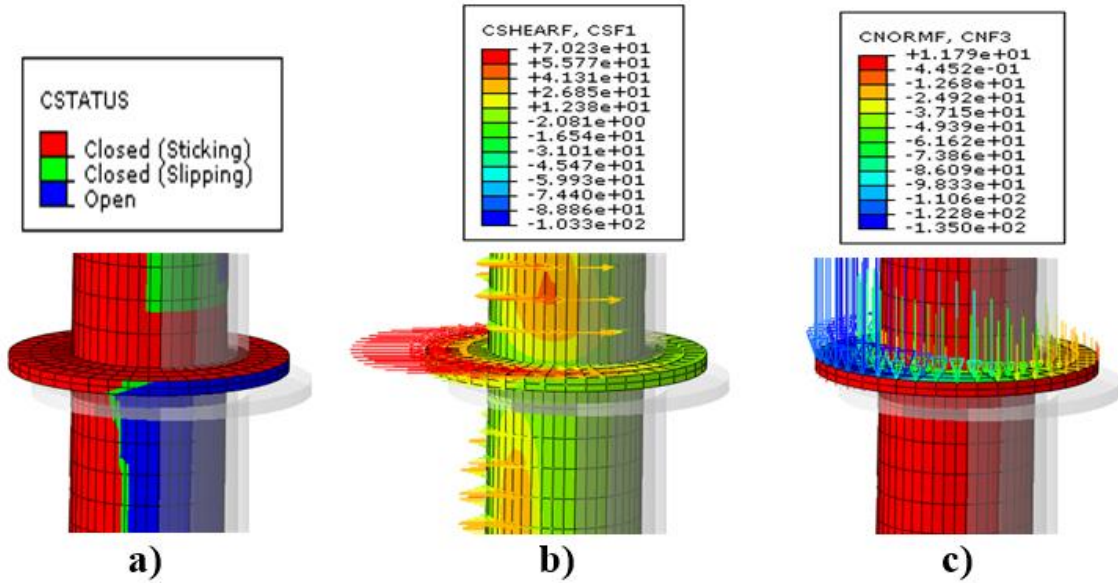 CSTATUS
Closed (Sticking)
Closed (Slipping)
Open
CSHEARF, CSF1
+7.023e+01
+5.577e+01
+4.131e+01
+2.685e+01
+1.238e+01
-2.081e+00
-1.654e+01
-3.101e+01
-4.547e+01
-5.993e+01
-7.440e+01
-8.886e+01
-1.033e+02
CNORMF, CNF3
+1.179e+01
-4.452e-01
-1.268e+01
-2.492e+01
-3.715e+01
-4.939e+01
-6.162e+01
-7.386e+01
-8.609e+01
-9.833e+01
-1.106e+02
-1.228e+02
-1.350e+02
a)
b)
c)